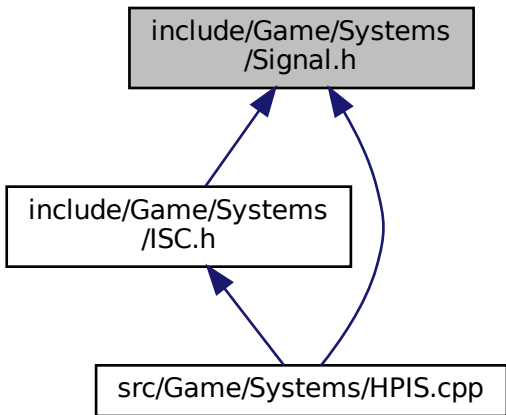 include/Game/Systems
/Signal.h
include/Game/Systems
/ISC.h
src/Game/Systems/HPIS.cpp